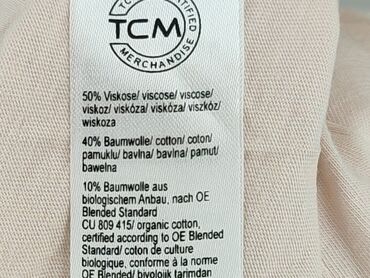 TCM
MERCHANDISE
50% Viskose/ viscose/ viscose/
viskoz/ viskóza/ viskóza/ viszkóz/
wiskoza
40% Baumwolle/ cotton/ coton/
pamuklu/ bavlna/ bavlna/ pamut/
bawełna
10% Baumwolle aus
biologischem Anbau, nach OE
Blended Standard
CU 809 415/ organic cotton,
certified according to OE Blended
Standard/ coton de culture
biologique, conforme à la norme
OE Blended/ biyolojik tarimdan